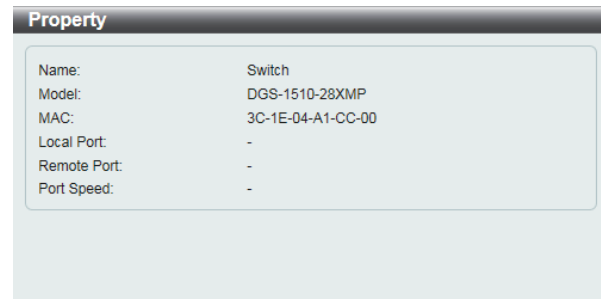 Property
Name: Switch
Model: DGS-1510-28XMP
MAC: 3C-1E-04-A1-CC-00
Local Port: -
Remote Port: -
Port Speed: -